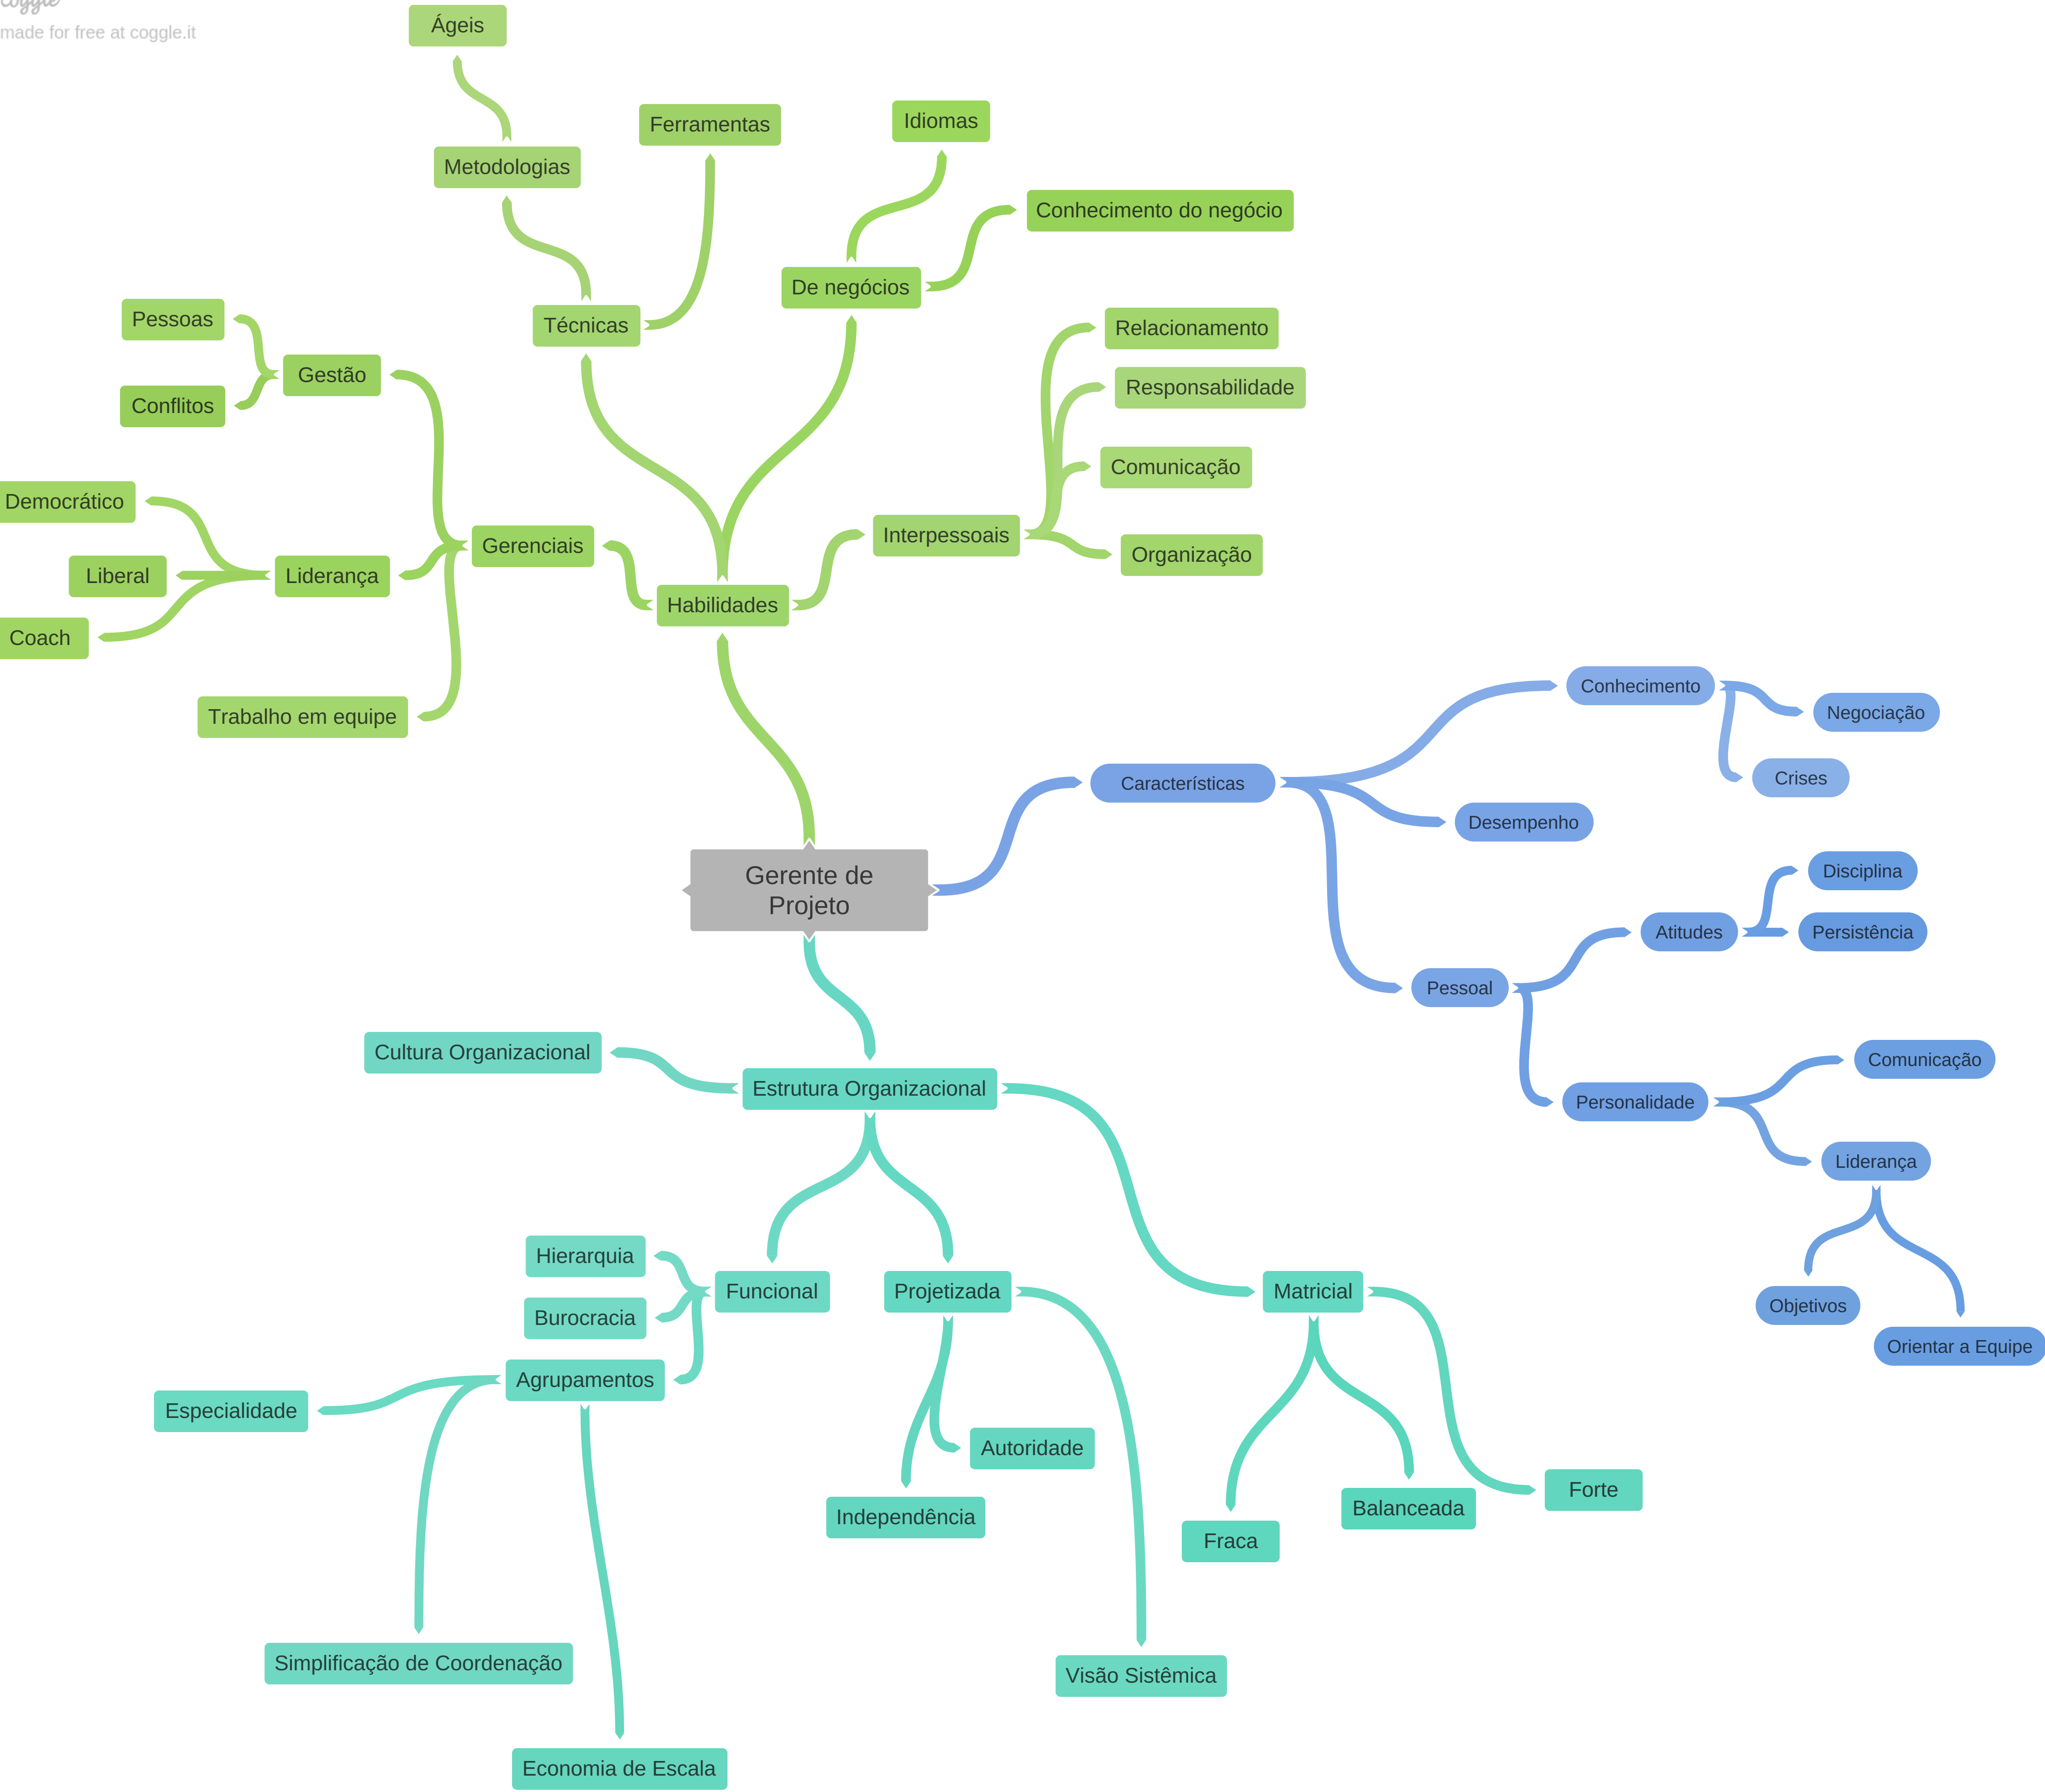 coggle
made for free at coggle.it
Ágeis
Ferramentas
Idiomas
Metodologias
Conhecimento do negócio
De negócios
Pessoas
Técnicas
Relacionamento
Gestão
Responsabilidade
Conflitos
Comunicação
Democrático
Interpessoais
Gerenciais
Organização
Liberal
Liderança
Habilidades
Coach
Trabalho em equipe
Conhecimento
Negociação
Características
Crises
Desempenho
Gerente de
Projeto
Disciplina
Atitudes
Persistência
Pessoal
Cultura Organizacional
Comunicação
Estrutura Organizacional
Personalidade
Liderança
Hierarquia
Funcional
Projetizada
Matricial
Objetivos
Burocracia
Orientar a Equipe
Agrupamentos
Especialidade
Autoridade
Forte
Independência
Balanceada
Fraca
Simplificação de Coordenação
Visão Sistêmica
Economia de Escala